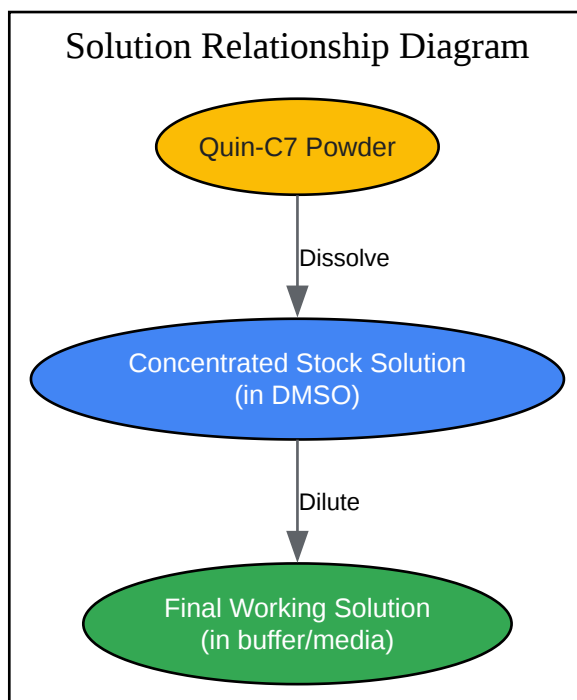 Solution Relationship Diagram
Quin-C7 Powder
Dissolve
Concentrated Stock Solution
(in DMSO)
Dilute
Final Working Solution
(in buffer/media)